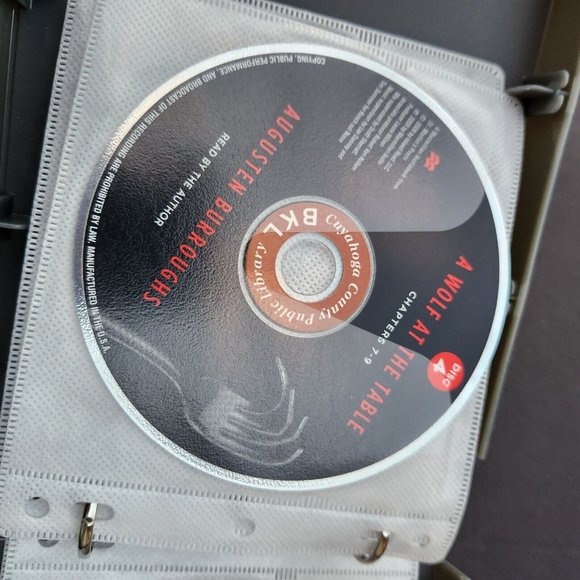 A WOLF AT THE TABLE
CHAPTERS 7-9
DISC
4
BKL
Cuyahoga County Public Library
AUGUSTEN BURROUGHS
READ BY THE AUTHOR
COPYING, PUBLIC PERFORMANCE, AND BROADCAST OF THIS RECORDING ARE PROHIBITED BY LAW. MANUFACTURED IN THE U.S.A.